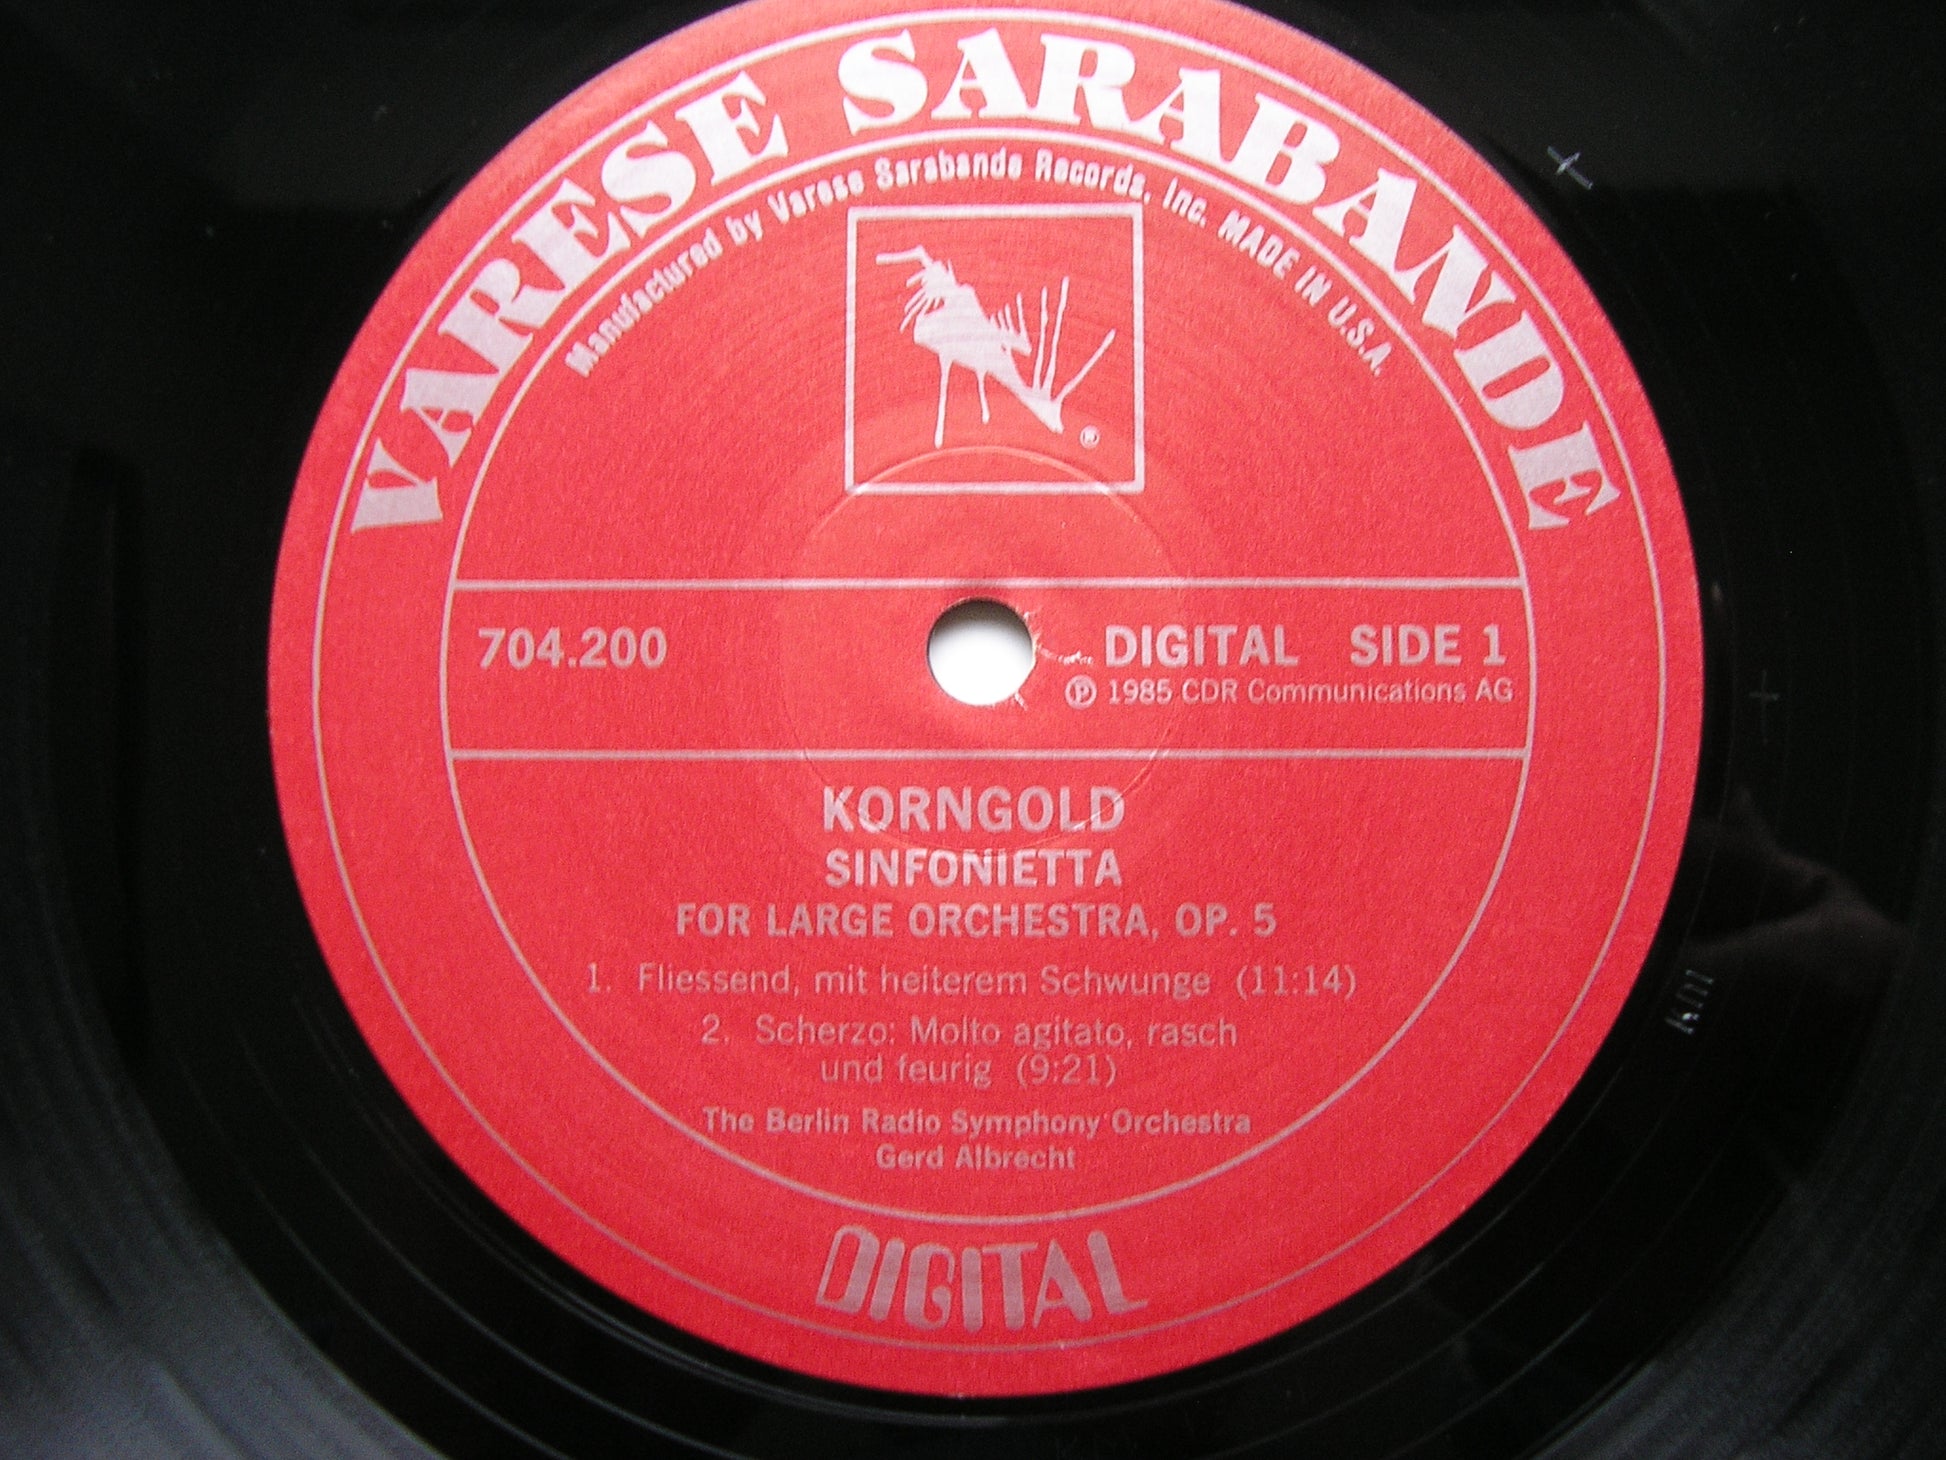 VARESE SARABANDE
Manufactured by Varese Sarabande Records, Inc. MADE IN U.S.A.
®
704.200
DIGITAL SIDE 1
℗ 1985 CDR Communications AG
KORNGOLD
SINFONIETTA
FOR LARGE ORCHESTRA, OP. 5
1. Fliessend, mit heiterem Schwunge (11:14)
2. Scherzo: Molto agitato, rasch
und feurig (9:21)
The Berlin Radio Symphony Orchestra
Gerd Albrecht
DIGITAL